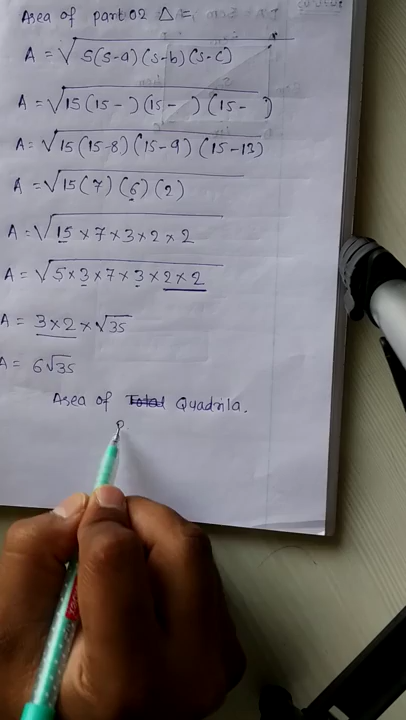 Area of part 02 Δ =
A = √5(s-a)(s-b)(s-c)
A = √15(15- )(15- )(15- )
A = √15(15-8)(15-9)(15-13)
A = √15(7)(6)(2)
A = √15×7×3×2×2
A = √5×3×7×3×2×2
A = 3×2×√35
A = 6√35
Area of Total Quadrila.